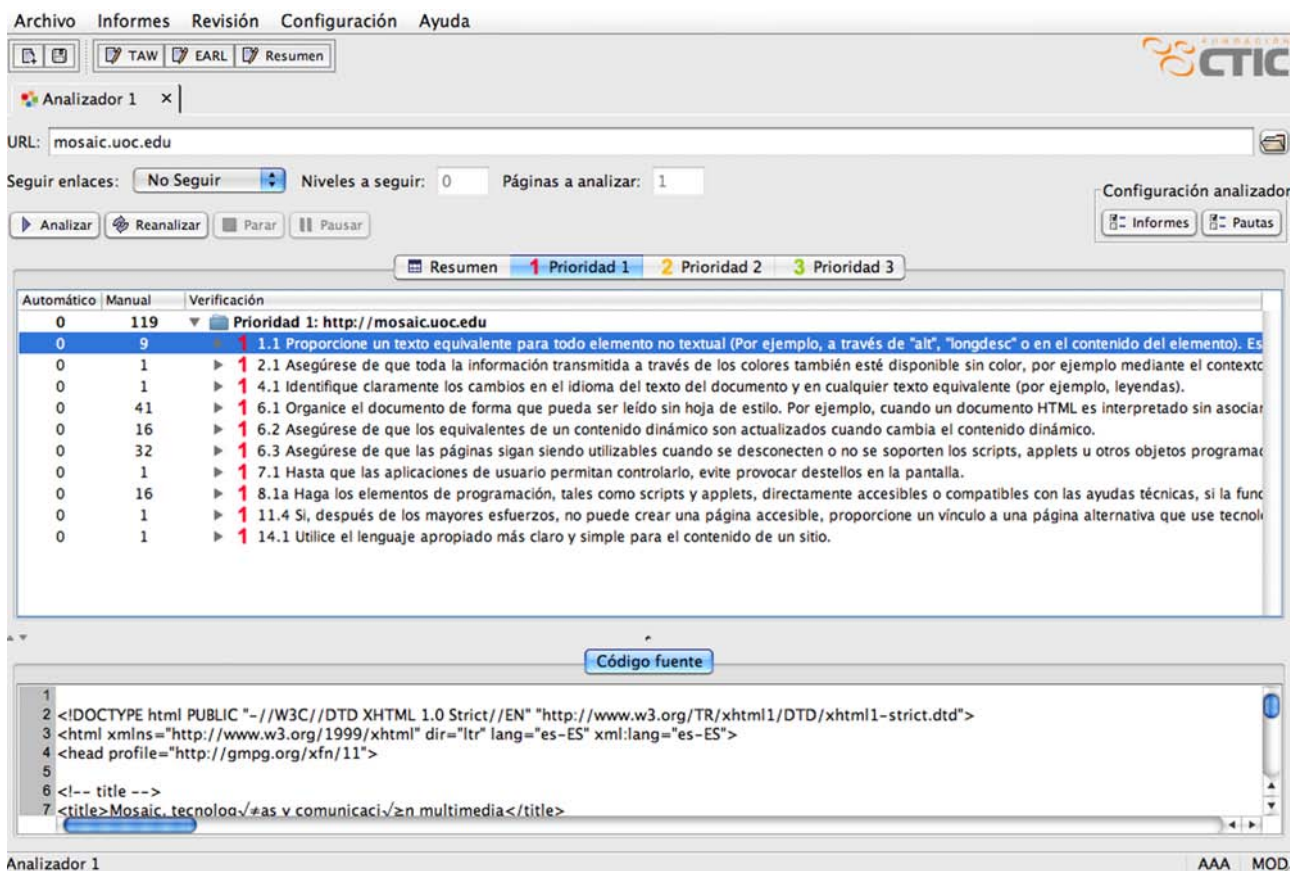 Archivo Informes Revisión Configuración Ayuda
TAW EARL Resumen
FUNDACIÓN
CTIC
Analizador 1 ×
URL: mosaic.uoc.edu
Seguir enlaces: No Seguir Niveles a seguir: 0 Páginas a analizar: 1
Configuración analizador
Analizar Reanalizar Parar Pausar Informes Pautas
Resumen 1 Prioridad 1 2 Prioridad 2 3 Prioridad 3
Automático Manual Verificación
0 119 Prioridad 1: http://mosaic.uoc.edu
0 9 1 1.1 Proporcione un texto equivalente para todo elemento no textual (Por ejemplo, a través de "alt", "longdesc" o en el contenido del elemento). Es
0 1 1 2.1 Asegúrese de que toda la información transmitida a través de los colores también esté disponible sin color, por ejemplo mediante el contexto
0 1 1 4.1 Identifique claramente los cambios en el idioma del texto del documento y en cualquier texto equivalente (por ejemplo, leyendas).
0 41 1 6.1 Organice el documento de forma que pueda ser leído sin hoja de estilo. Por ejemplo, cuando un documento HTML es interpretado sin asociar
0 16 1 6.2 Asegúrese de que los equivalentes de un contenido dinámico son actualizados cuando cambia el contenido dinámico.
0 32 1 6.3 Asegúrese de que las páginas sigan siendo utilizables cuando se desconecten o no se soporten los scripts, applets u otros objetos programad
0 1 1 7.1 Hasta que las aplicaciones de usuario permitan controlarlo, evite provocar destellos en la pantalla.
0 16 1 8.1a Haga los elementos de programación, tales como scripts y applets, directamente accesibles o compatibles con las ayudas técnicas, si la func
0 1 1 11.4 Si, después de los mayores esfuerzos, no puede crear una página accesible, proporcione un vínculo a una página alternativa que use tecnol
0 1 1 14.1 Utilice el lenguaje apropiado más claro y simple para el contenido de un sitio.
Código fuente
1
2 <!DOCTYPE html PUBLIC "-//W3C//DTD XHTML 1.0 Strict//EN" "http://www.w3.org/TR/xhtml1/DTD/xhtml1-strict.dtd">
3 <html xmlns="http://www.w3.org/1999/xhtml" dir="ltr" lang="es-ES" xml:lang="es-ES">
4 <head profile="http://gmpg.org/xfn/11">
5
6 <!-- title -->
7 <title>Mosaic, tecnolog√≠as y comunicaci√≥n multimedia</title>
Analizador 1 AAA MOD.